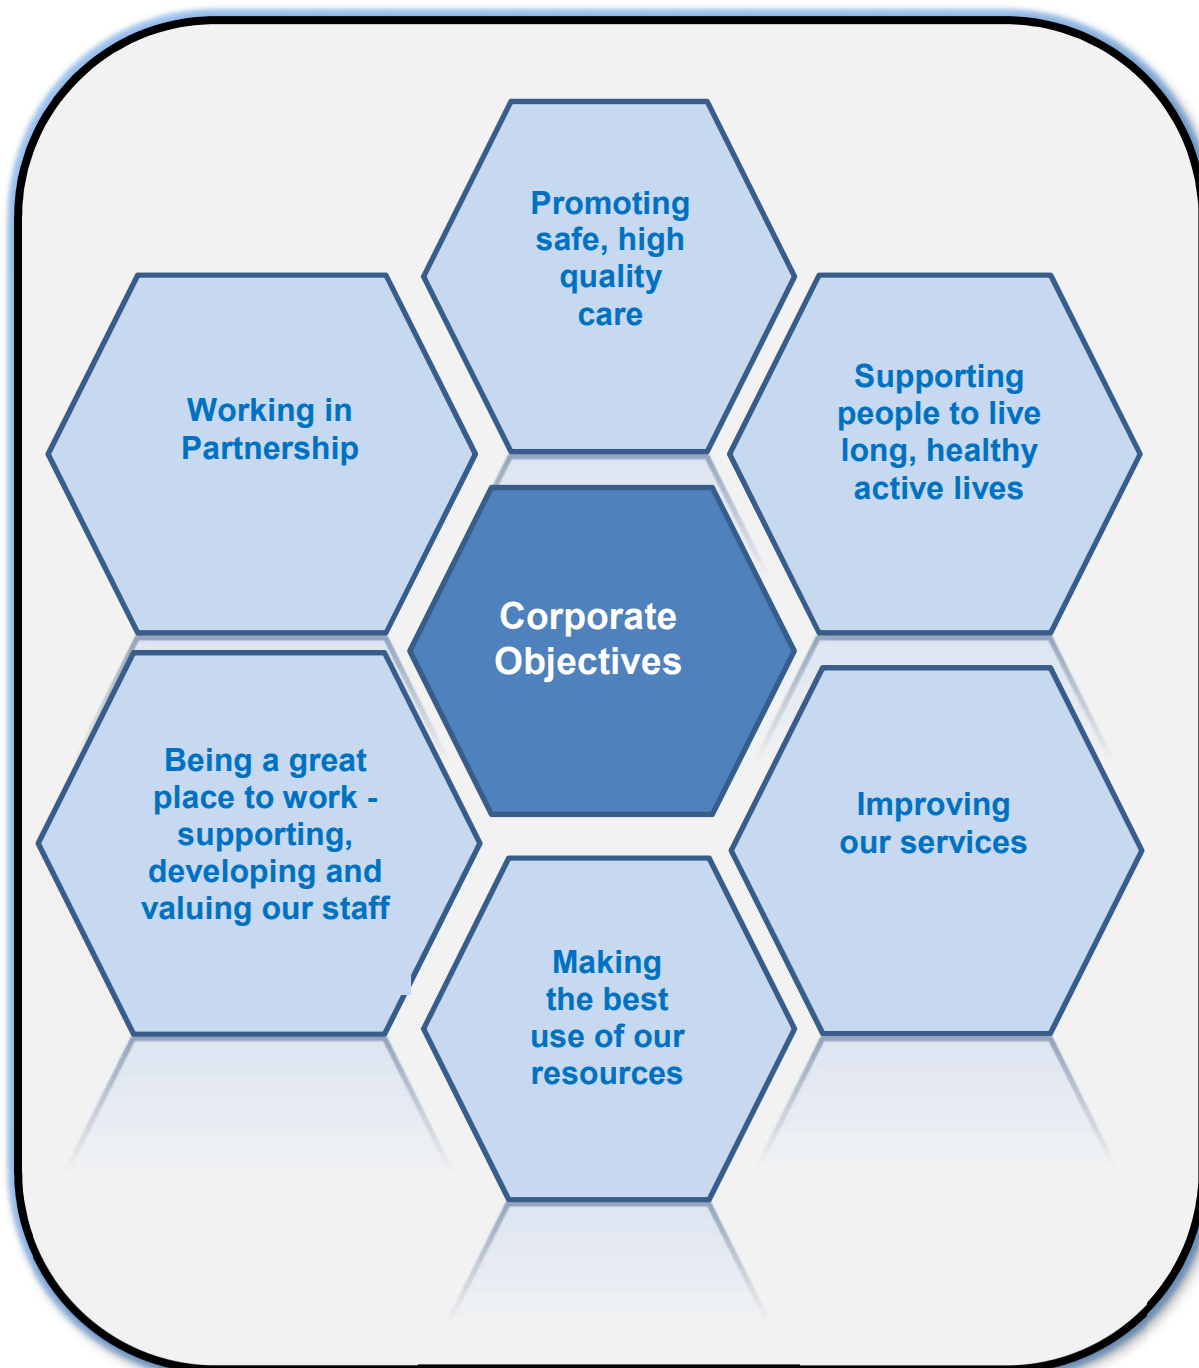 Promoting
safe, high
quality
care
Working in
Partnership
Supporting
people to live
long, healthy
active lives
Corporate
Objectives
Being a great
place to work -
supporting,
developing and
valuing our staff
Improving
our services
Making
the best
use of our
resources